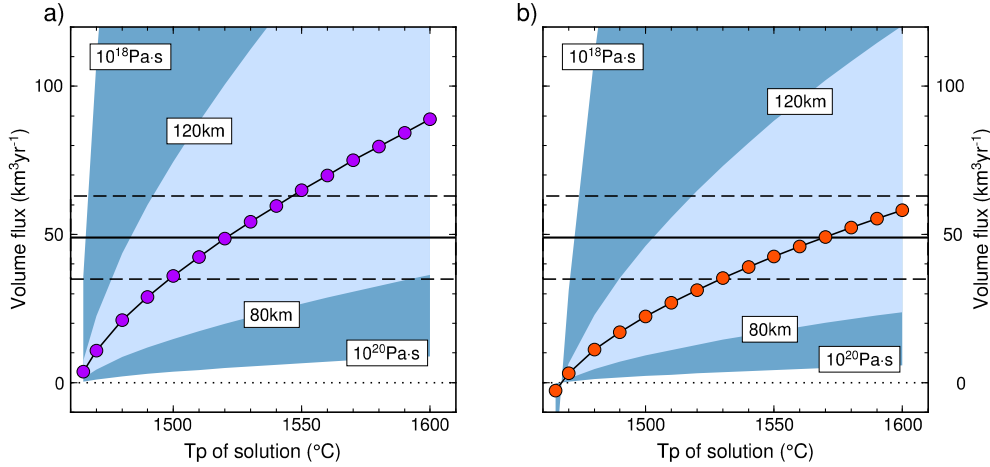 a)
b)
10¹⁸Pa·s
120km
80km
10²⁰Pa·s
100
50
0
Volume flux (km³yr⁻¹)
1500
1550
1600
Tp of solution (°C)
10¹⁸Pa·s
120km
80km
10²⁰Pa·s
100
50
0
Volume flux (km³yr⁻¹)
1500
1550
1600
Tp of solution (°C)